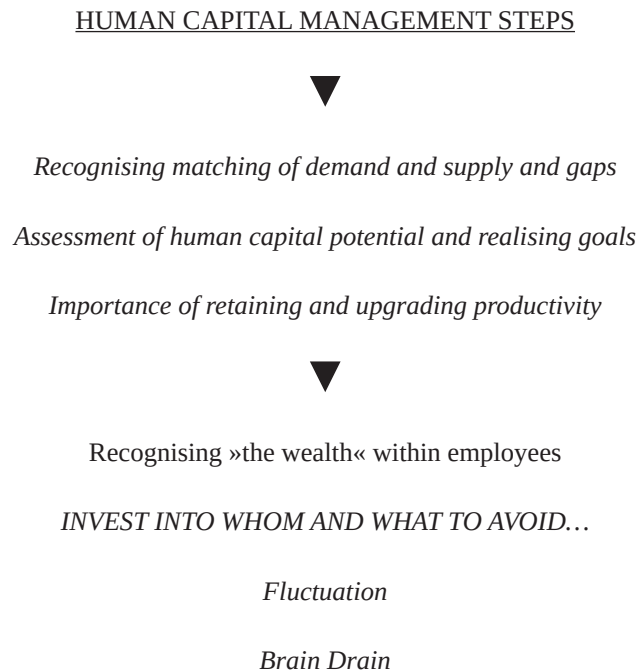 HUMAN CAPITAL MANAGEMENT STEPS
Recognising matching of demand and supply and gaps
Assessment of human capital potential and realising goals
Importance of retaining and upgrading productivity
Recognising »the wealth« within employees
INVEST INTO WHOM AND WHAT TO AVOID…
Fluctuation
Brain Drain